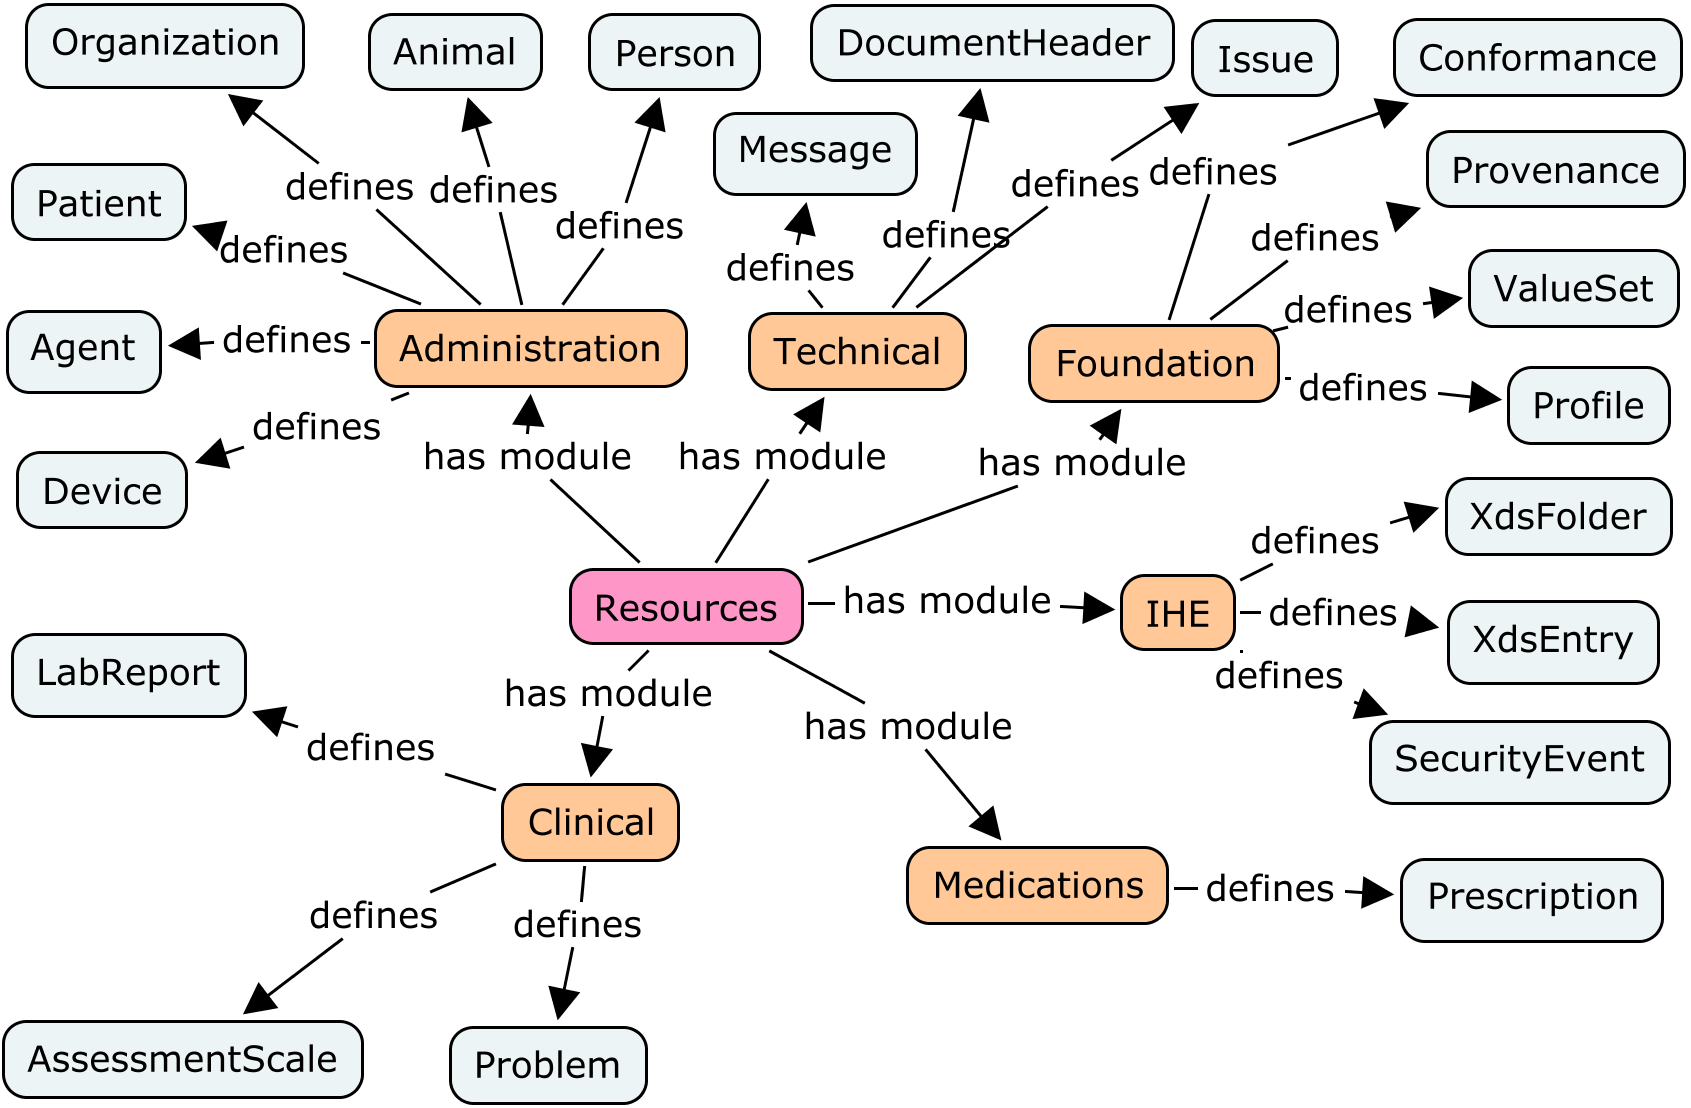 Organization
Animal
Person
DocumentHeader
Issue
Conformance
Message
Provenance
Patient
defines
defines
defines
defines
defines
defines
defines
defines
defines
defines
ValueSet
defines
Agent
defines
Administration
Technical
Foundation
defines
Profile
defines
has module
has module
has module
Device
XdsFolder
defines
Resources
has module
IHE
defines
XdsEntry
LabReport
has module
defines
has module
defines
SecurityEvent
Clinical
Medications
defines
Prescription
defines
defines
AssessmentScale
Problem